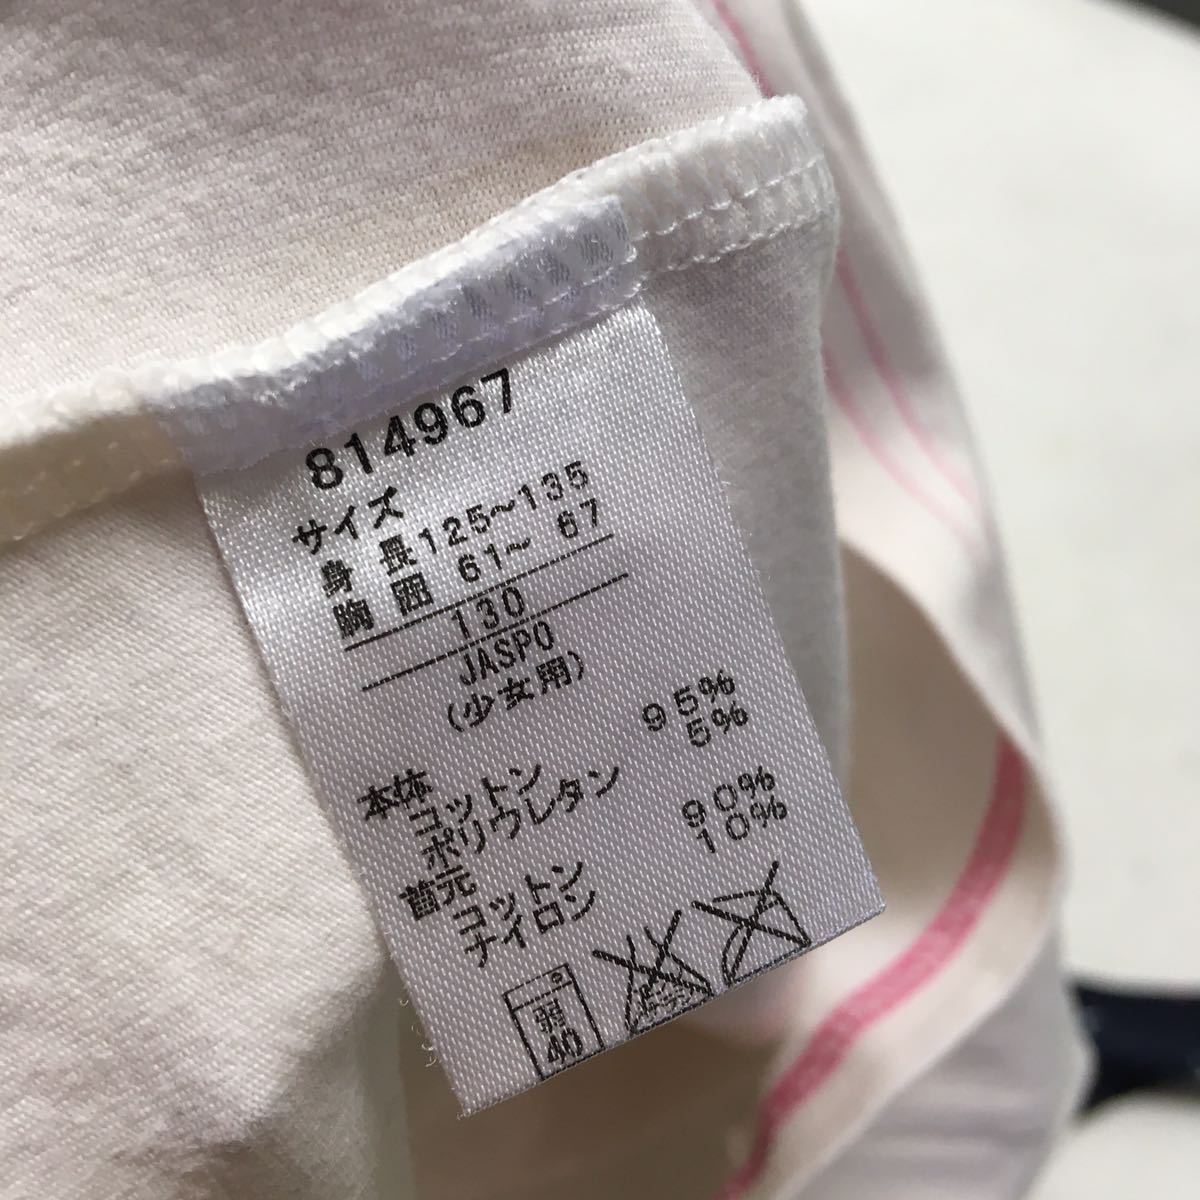 814967
サイズ
身長125~135
胸囲 61~ 67
130
JASPO
(少女用)
本体
コットン 95%
ポリウレタン 5%
首元
コットン 90%
ナイロン 10%
弱
40